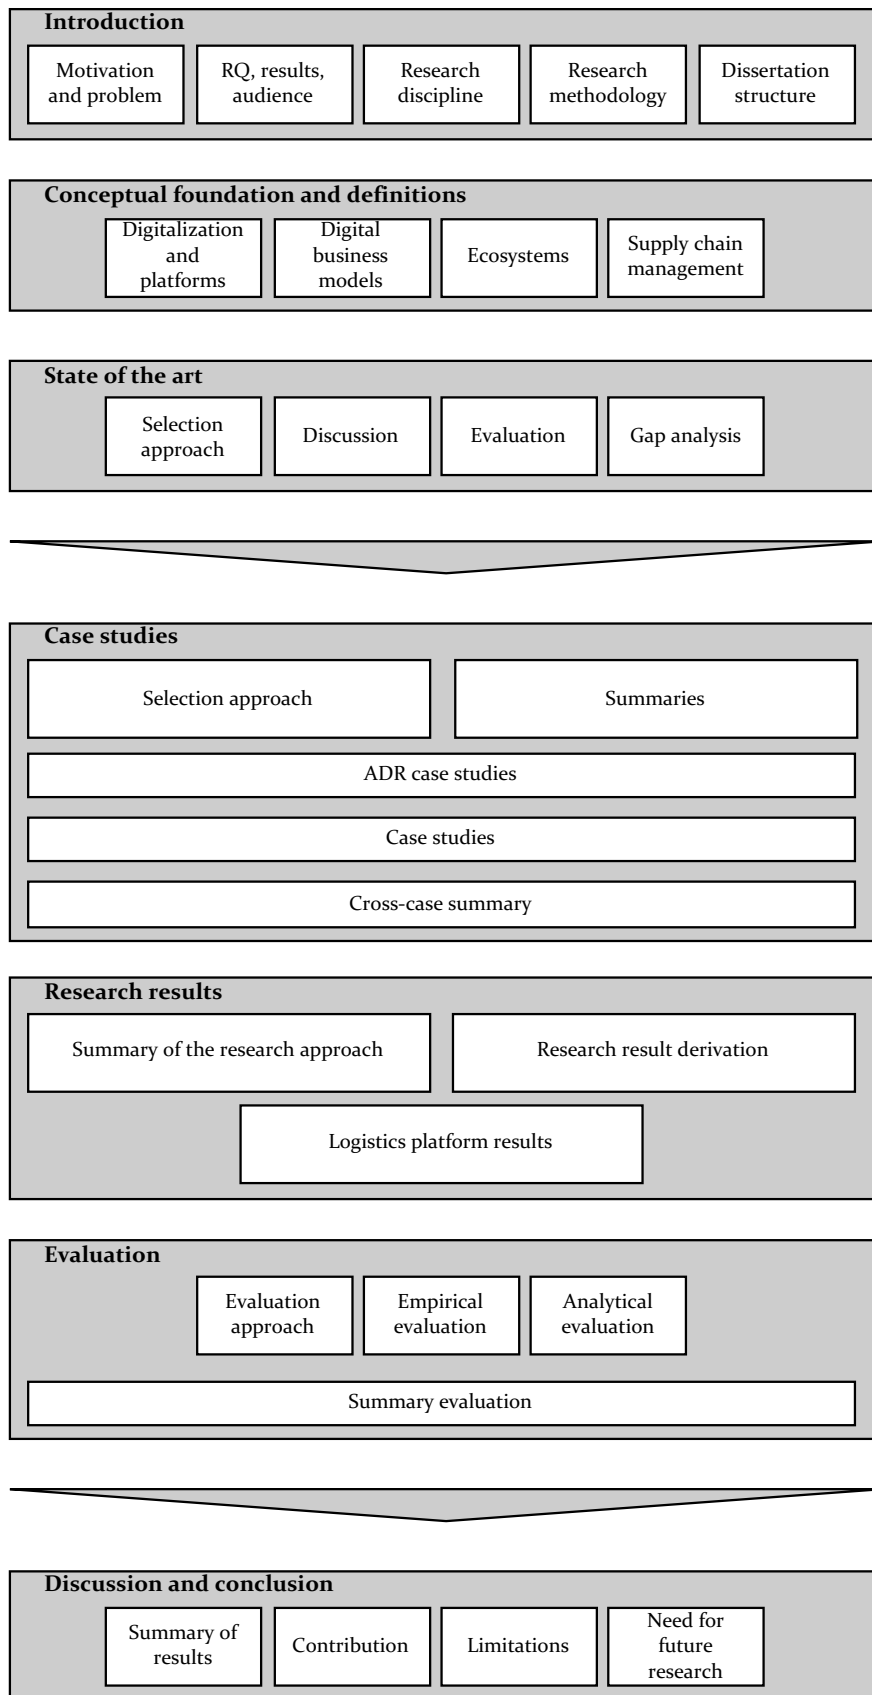 Introduction
Motivation
and problem
RQ, results,
audience
Research
discipline
Research
methodology
Dissertation
structure
Conceptual foundation and definitions
Digitalization
and
platforms
Digital
business
models
Ecosystems
Supply chain
management
State of the art
Selection
approach
Discussion
Evaluation
Gap analysis
Case studies
Selection approach
Summaries
ADR case studies
Case studies
Cross-case summary
Research results
Summary of the research approach
Research result derivation
Logistics platform results
Evaluation
Evaluation
approach
Empirical
evaluation
Analytical
evaluation
Summary evaluation
Discussion and conclusion
Summary of
results
Contribution
Limitations
Need for
future
research